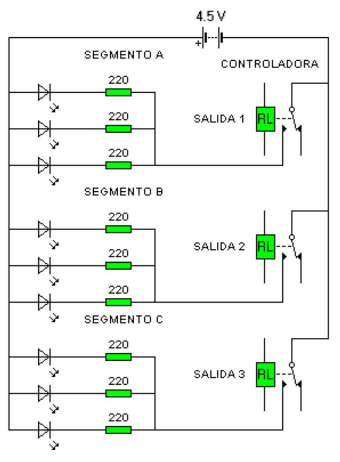 4.5 V
+
SEGMENTO A
CONTROLADORA
220
220
SALIDA 1
RL
220
SEGMENTO B
220
220
SALIDA 2
RL
220
SEGMENTO C
220
220
SALIDA 3
RL
220